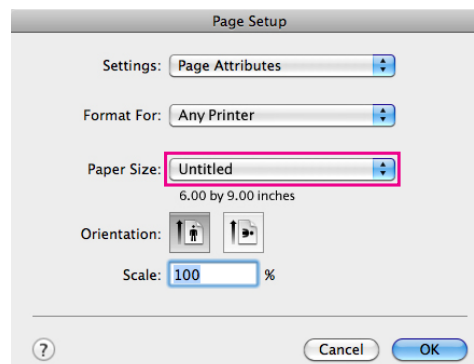 Page Setup
Settings: Page Attributes
Format For: Any Printer
Paper Size: Untitled
6.00 by 9.00 inches
Orientation:
Scale: 100 %
? Cancel OK